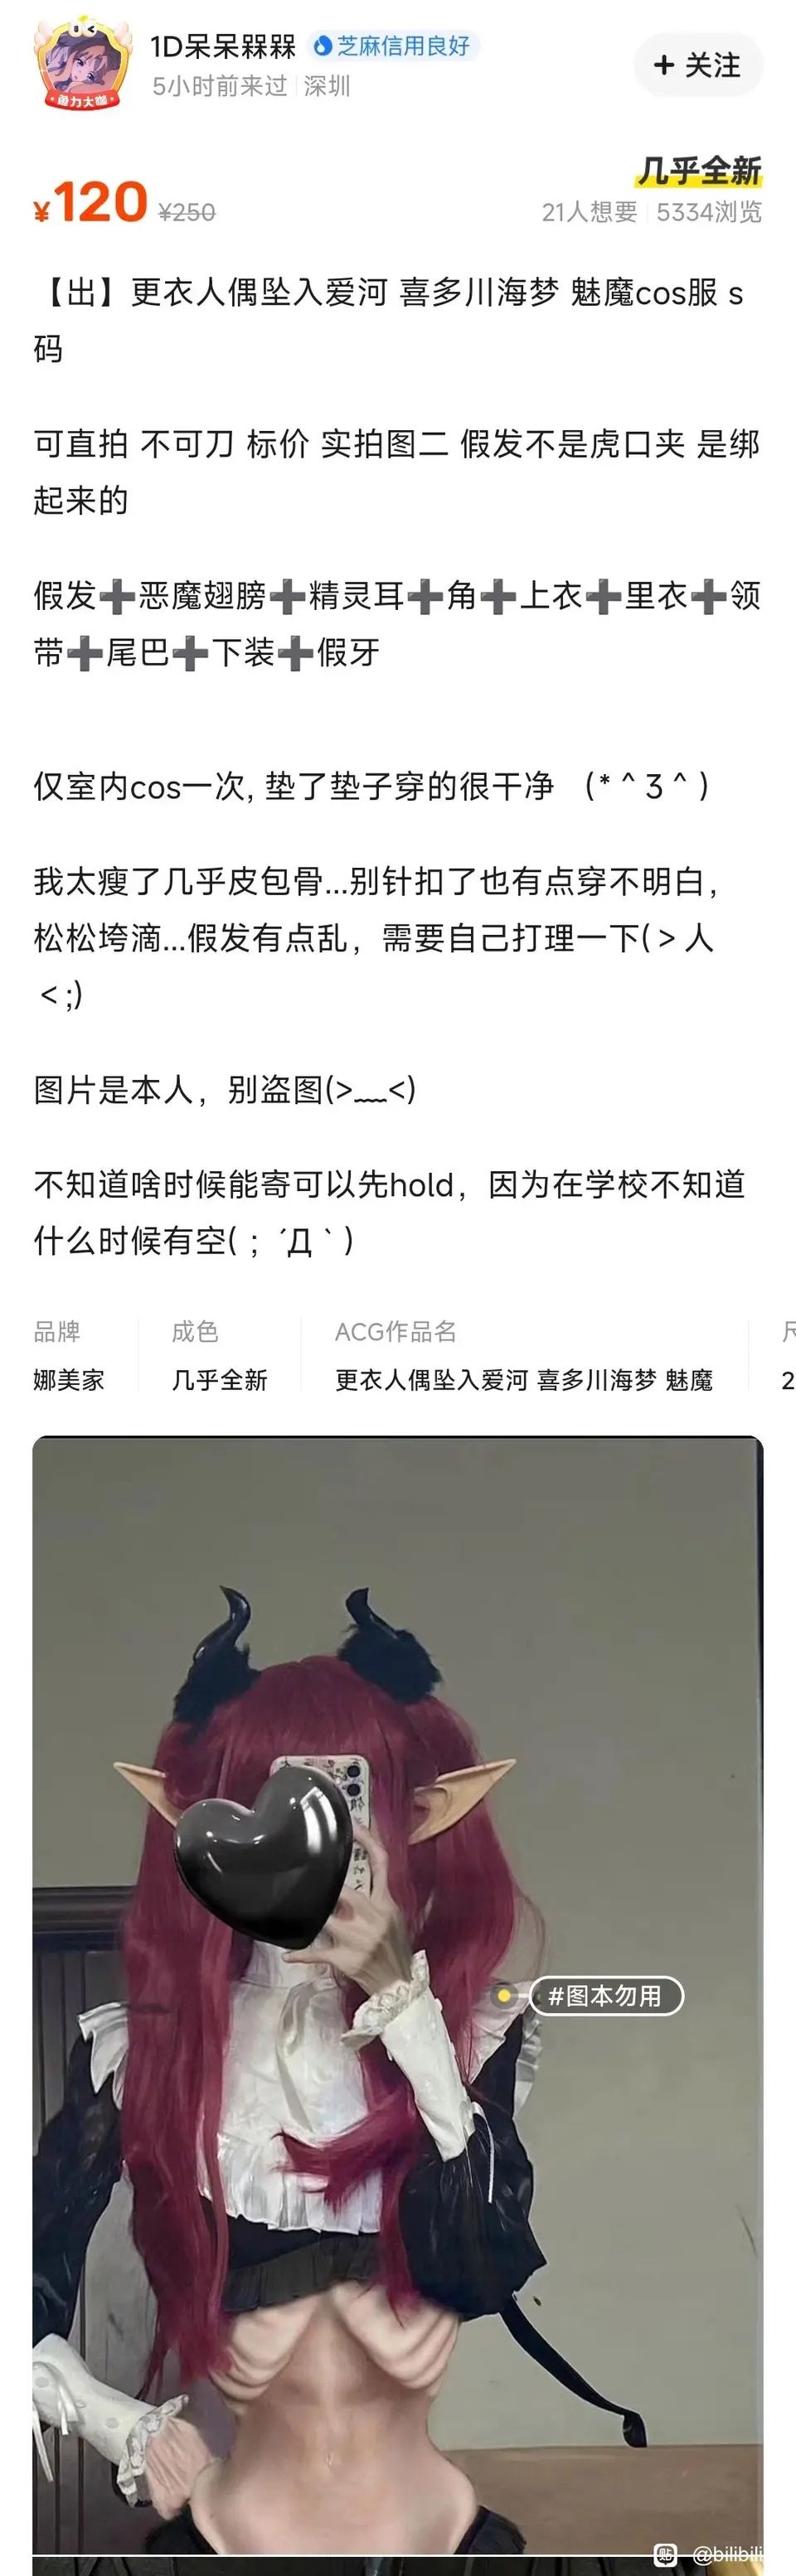 1D呆呆槑槑 芝麻信用良好
鱼力大咖
5小时前来过 深圳
+ 关注
几乎全新
¥120 ¥250
21人想要 5334浏览
【出】更衣人偶坠入爱河 喜多川海梦 魅魔cos服 s
码
可直拍 不可刀 标价 实拍图二 假发不是虎口夹 是绑
起来的
假发➕恶魔翅膀➕精灵耳➕角➕上衣➕里衣➕领
带➕尾巴➕下装➕假牙
仅室内cos一次, 垫了垫子穿的很干净 (*＾3＾)
我太瘦了几乎皮包骨...别针扣了也有点穿不明白，
松松垮滴...假发有点乱，需要自己打理一下(＞人
＜;)
图片是本人，别盗图(>﹏<)
不知道啥时候能寄可以先hold，因为在学校不知道
什么时候有空(；´Д｀)
品牌 成色 ACG作品名
娜美家 几乎全新 更衣人偶坠入爱河 喜多川海梦 魅魔 2
#图本勿用
贴 @bilibili